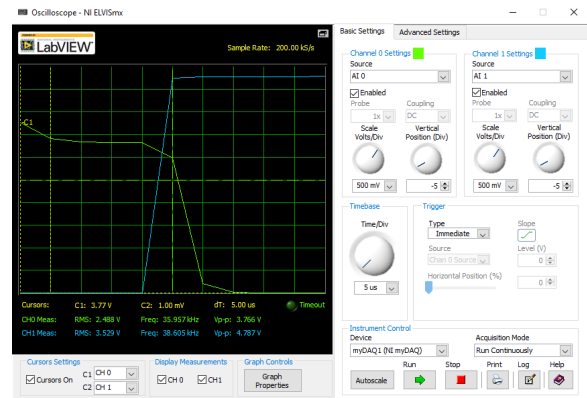 Oscilloscope - NI ELVISmx
LabVIEW
Sample Rate: 200.00 kS/s
C1
Cursors: C1: 3.77 V C2: 1.00 mV dT: 5.00 us Timeout
CH0 Meas: RMS: 2.488 V Freq: 35.957 kHz Vp-p: 3.766 V
CH1 Meas: RMS: 3.529 V Freq: 38.605 kHz Vp-p: 4.787 V
Cursors Settings
Cursors On
C1 CH 0
C2 CH 1
Display Measurements
CH 0 CH1
Graph Controls
Graph
Properties
Basic Settings Advanced Settings
Channel 0 Settings
Source
AI 0
Enabled
Probe Coupling
1x DC
Scale Vertical
Volts/Div Position (Div)
500 mV -5
Channel 1 Settings
Source
AI 1
Enabled
Probe Coupling
1x DC
Scale Vertical
Volts/Div Position (Div)
500 mV -5
Timebase
Time/Div
5 us
Trigger
Type Slope
Immediate
Source Level (V)
Chan 0 Source 0
Horizontal Position (%)
0
Instrument Control
Device Acquisition Mode
myDAQ1 (NI myDAQ) Run Continuously
Run Stop Print Log Help
Autoscale